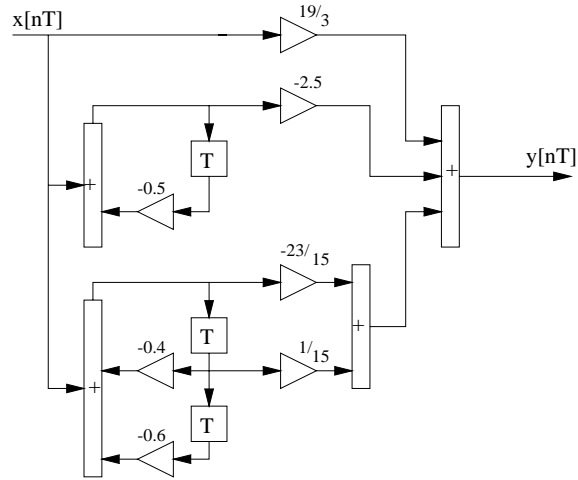 x[nT]
19/3
-2.5
T
-0.5
+
+
y[nT]
-23/15
T
+
-0.4
1/15
+
T
-0.6